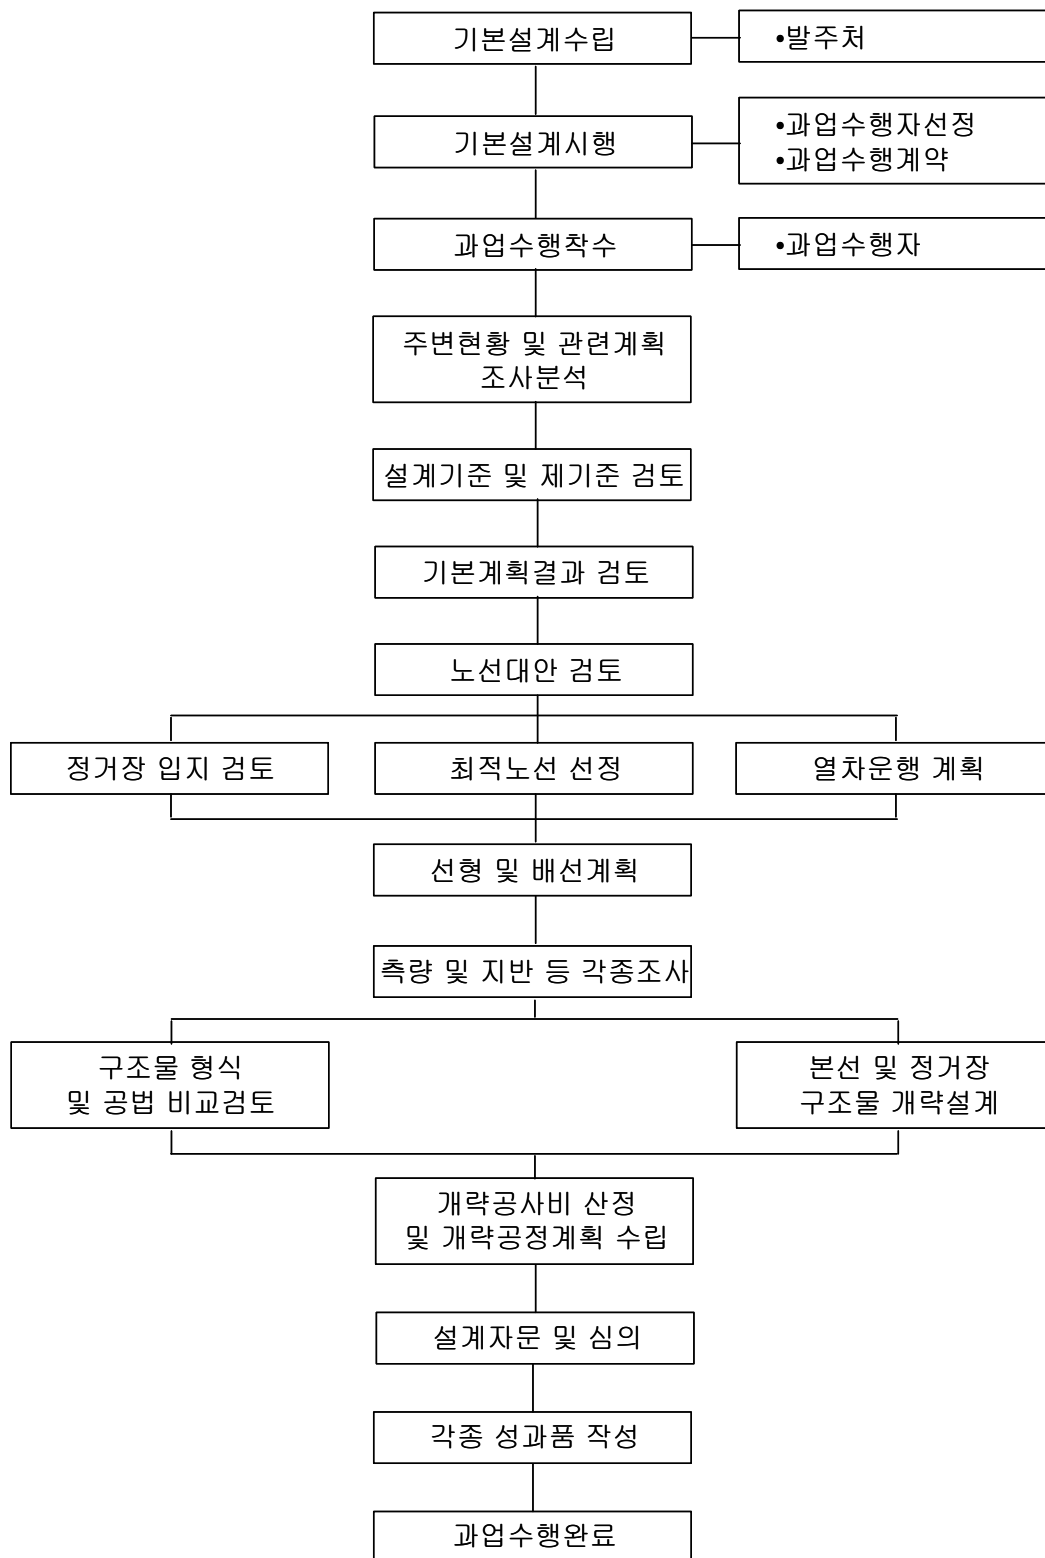 기본설계수립
•발주처
기본설계시행
•과업수행자선정
•과업수행계약
과업수행착수
•과업수행자
주변현황 및 관련계획
조사분석
설계기준 및 제기준 검토
기본계획결과 검토
노선대안 검토
정거장 입지 검토
최적노선 선정
열차운행 계획
선형 및 배선계획
측량 및 지반 등 각종조사
구조물 형식
및 공법 비교검토
본선 및 정거장
구조물 개략설계
개략공사비 산정
및 개략공정계획 수립
설계자문 및 심의
각종 성과품 작성
과업수행완료